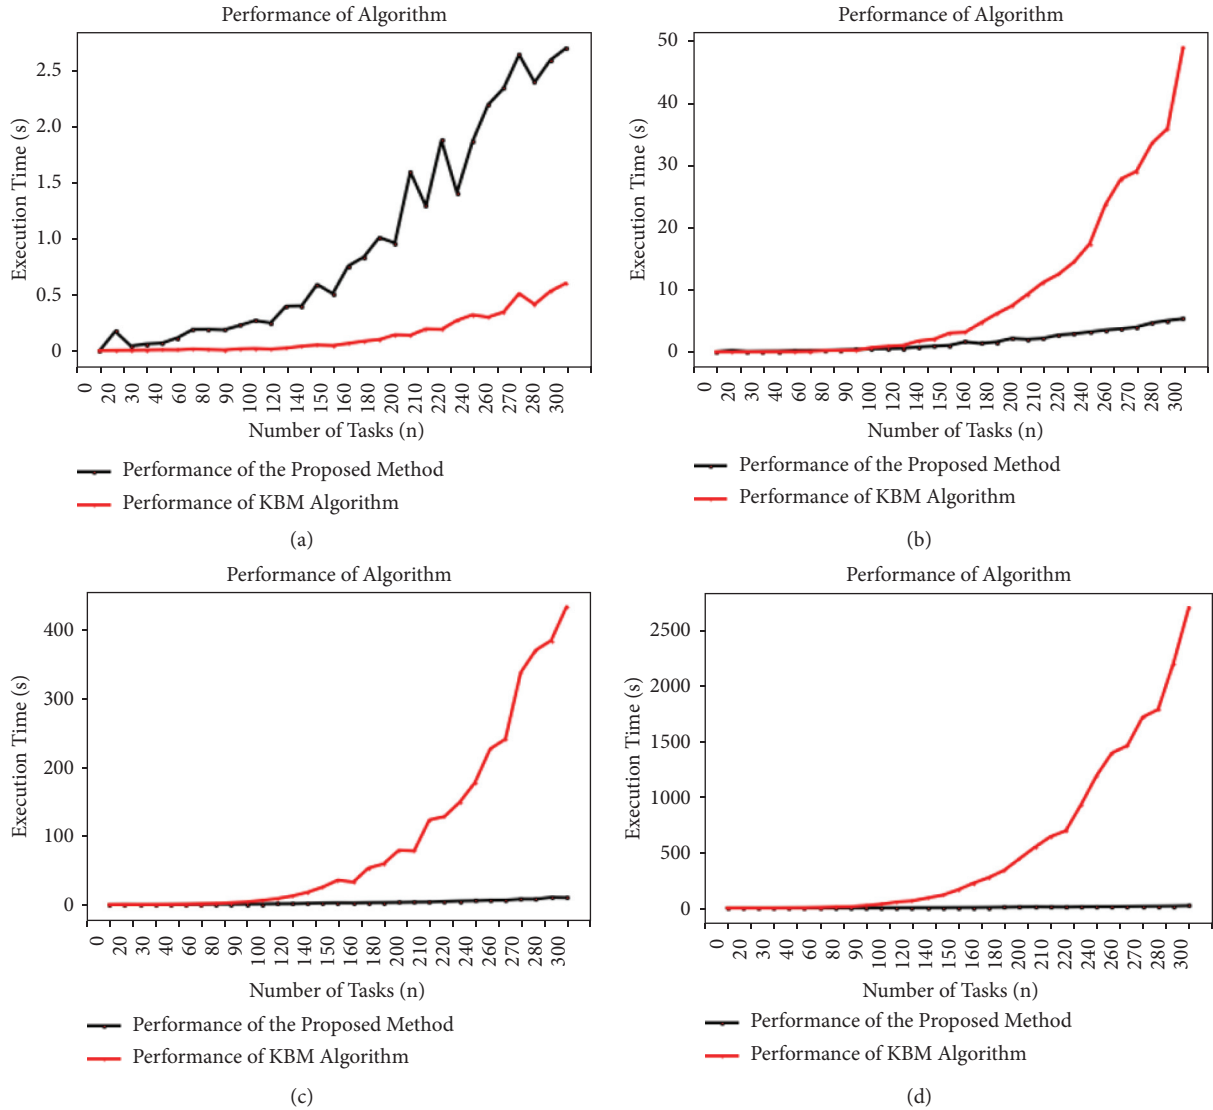 Performance of Algorithm
Execution Time (s)
2.5
2.0
1.5
1.0
0.5
0
0 20 30 40 60 70 90 100 120 140 150 160 180 200 210 220 240 260 270 280 300
Number of Tasks (n)
Performance of the Proposed Method
Performance of KBM Algorithm
(a)
Performance of Algorithm
Execution Time (s)
50
40
30
20
10
0
0 20 30 40 60 70 90 100 120 140 150 160 180 200 210 220 240 260 270 280 300
Number of Tasks (n)
Performance of the Proposed Method
Performance of KBM Algorithm
(b)
Performance of Algorithm
Execution Time (s)
400
300
200
100
0
0 20 30 40 60 70 90 100 120 140 150 160 180 200 210 220 240 260 270 280 300
Number of Tasks (n)
Performance of the Proposed Method
Performance of KBM Algorithm
(c)
Performance of Algorithm
Execution Time (s)
2500
2000
1500
1000
500
0
0 20 30 40 60 70 90 100 120 140 150 160 180 200 210 220 240 260 270 280 300
Number of Tasks (n)
Performance of the Proposed Method
Performance of KBM Algorithm
(d)